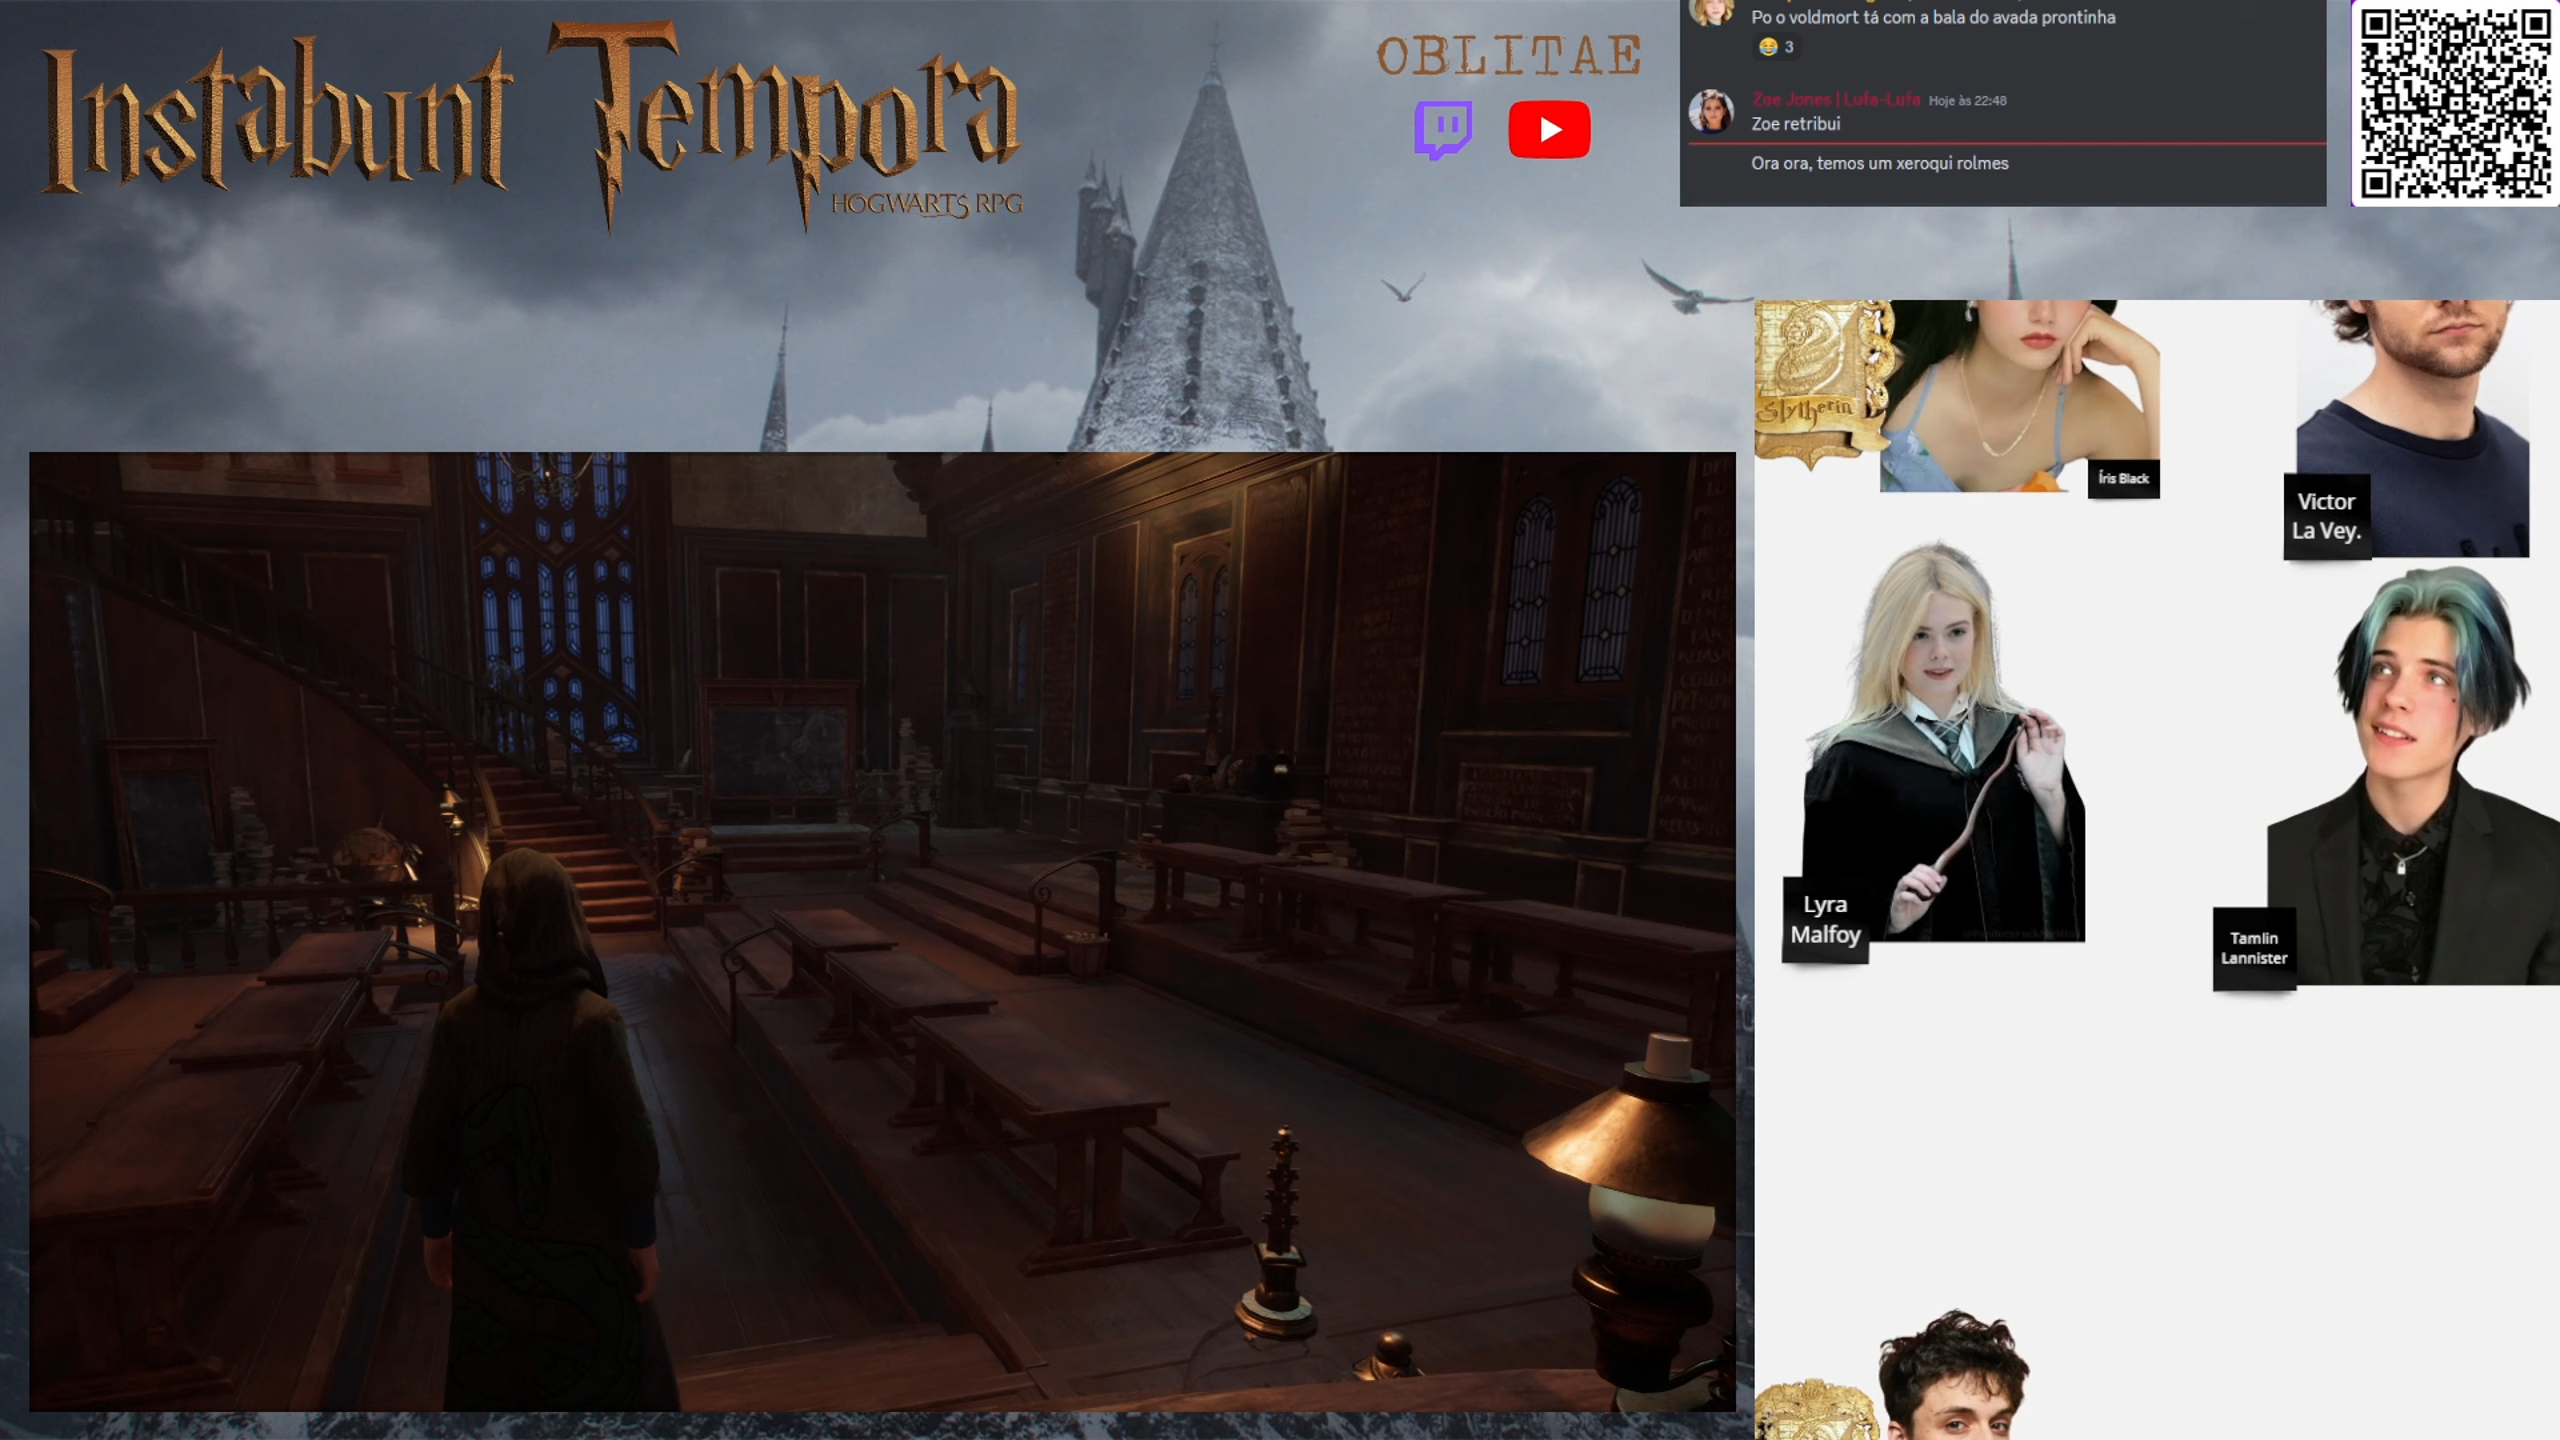 Instabunt Tempora
HOGWARTS RPG
OBLITAE
Po o voldmort tá com a bala do avada prontinha
😂 3
Zoe Jones | Lufa-Lufa Hoje às 22:48
Zoe retribui
Ora ora, temos um xeroqui rolmes
Slytherin
Íris Black
Victor
La Vey.
Lyra
Malfoy
Tamlin
Lannister